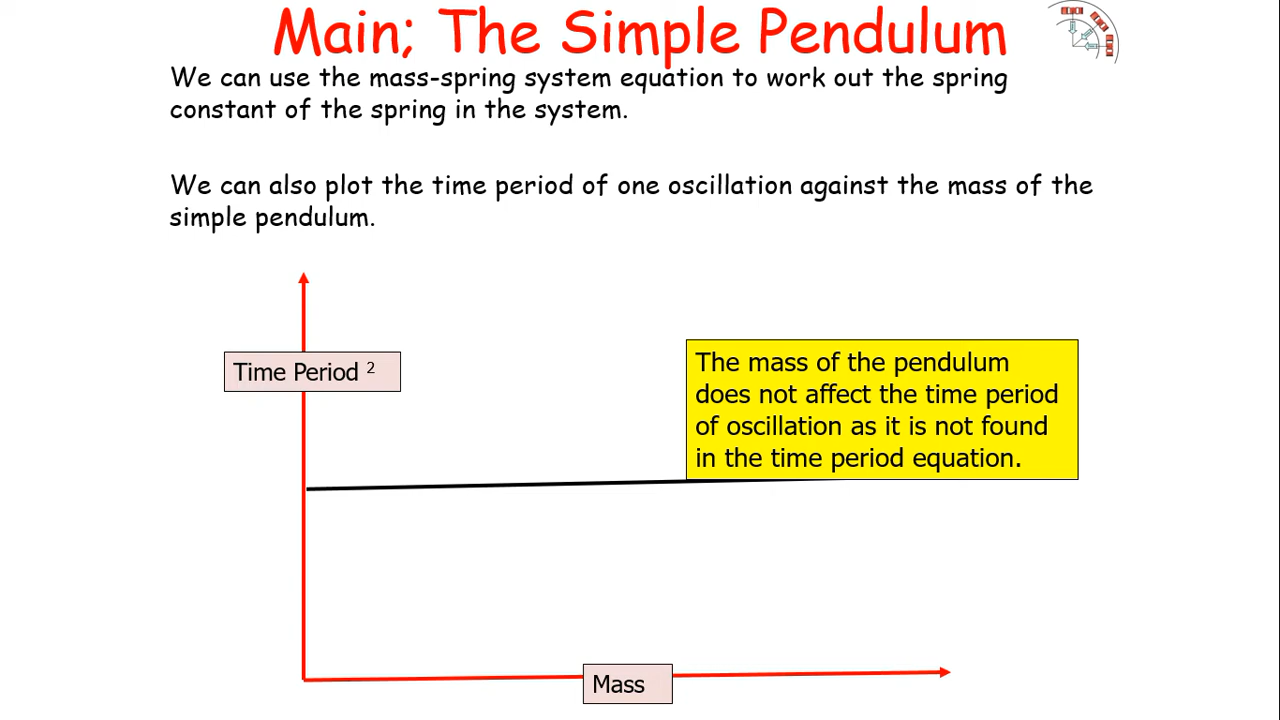 Main; The Simple Pendulum
We can use the mass-spring system equation to work out the spring
constant of the spring in the system.
We can also plot the time period of one oscillation against the mass of the
simple pendulum.
Time Period ²
The mass of the pendulum
does not affect the time period
of oscillation as it is not found
in the time period equation.
Mass